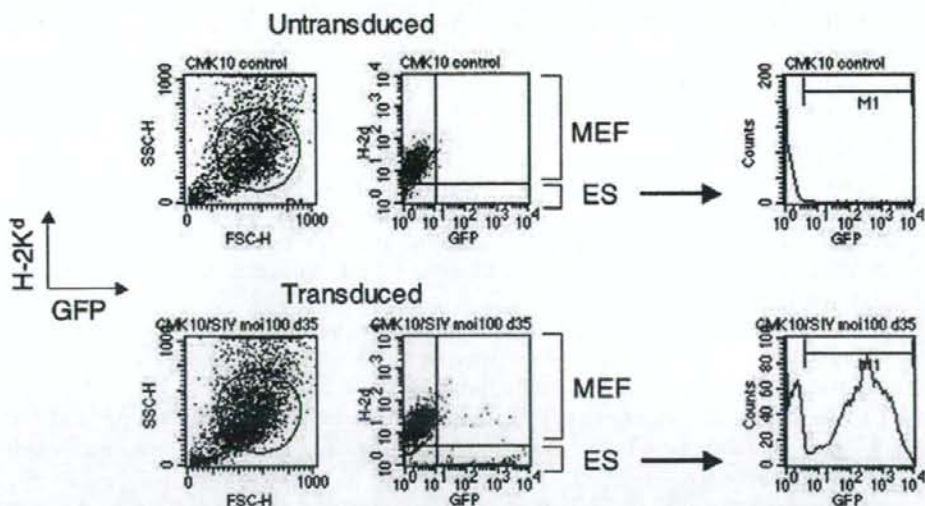 Untransduced
CMK10 control
1000
SSC-H
0
0
1000
FSC-H
CMK10 control
10⁴
10³
10²
10¹
10⁰
H-2d
10⁰ 10¹ 10² 10³ 10⁴
GFP
MEF
ES
CMK10 control
200
Counts
0
M1
10⁰ 10¹ 10² 10³ 10⁴
GFP
H-2Kᵈ
GFP
Transduced
CMK10/SIY moi100 d35
1000
SSC-H
0
0
1000
FSC-H
CMK10/SIY moi100 d35
10⁴
10³
10²
10¹
10⁰
H-2d
10⁰ 10¹ 10² 10³ 10⁴
GFP
MEF
ES
CMK10/SIY moi100 d35
100
80
60
40
20
0
Counts
M1
10⁰ 10¹ 10² 10³ 10⁴
GFP